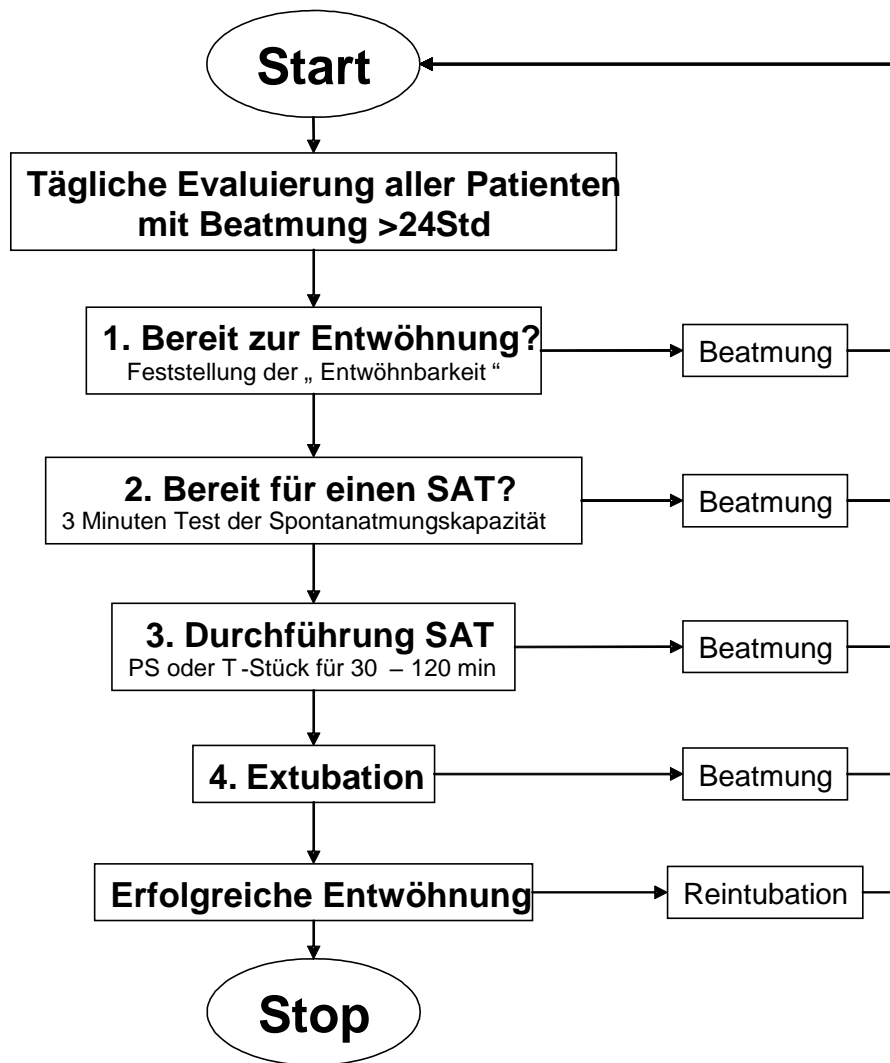 Start
Tägliche Evaluierung aller Patienten
mit Beatmung >24Std
1. Bereit zur Entwöhnung?
Feststellung der „ Entwöhnbarkeit “
Beatmung
2. Bereit für einen SAT?
3 Minuten Test der Spontanatmungskapazität
Beatmung
3. Durchführung SAT
PS oder T -Stück für 30 – 120 min
Beatmung
4. Extubation
Beatmung
Erfolgreiche Entwöhnung
Reintubation
Stop